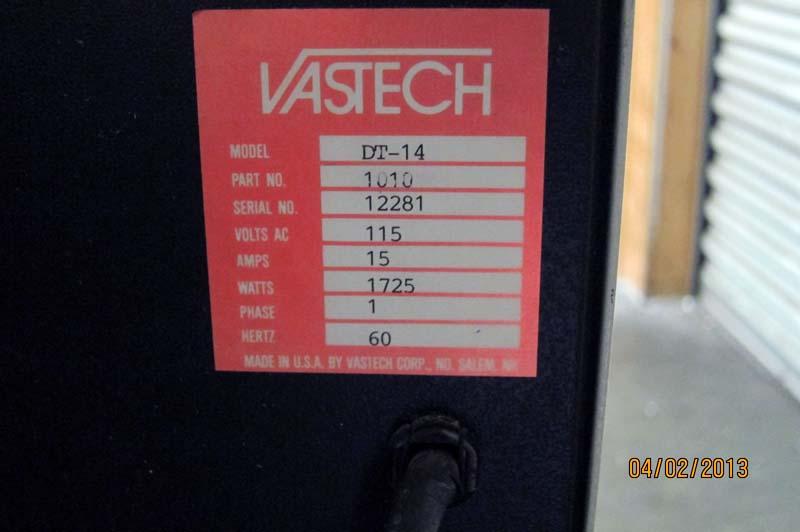 VASTECH
MODEL DT-14
PART NO. 1010
SERIAL NO. 12281
VOLTS AC 115
AMPS 15
WATTS 1725
PHASE 1
HERTZ 60
MADE IN U.S.A. BY VASTECH CORP., NO. SALEM, NH
04/02/2013